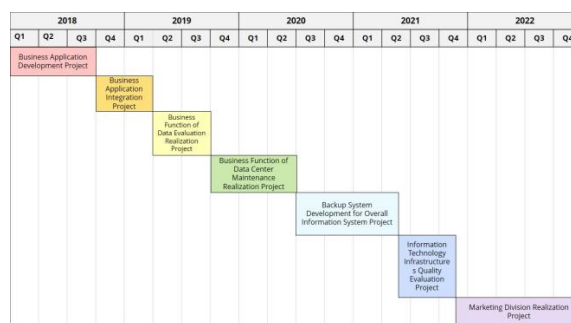 2018 2019 2020 2021 2022
Q1 Q2 Q3 Q4 Q1 Q2 Q3 Q4 Q1 Q2 Q3 Q4 Q1 Q2 Q3 Q4 Q1 Q2 Q3 Q4
Business Application
Development Project
Business
Application
Integration
Project
Business
Function of
Data Evaluation
Realization
Project
Business Function of
Data Center
Maintenance
Realization Project
Backup System
Development for Overall
Information System Project
Information
Technology
Infrastructure
s Quality
Evaluation
Project
Marketing Division Realization
Project